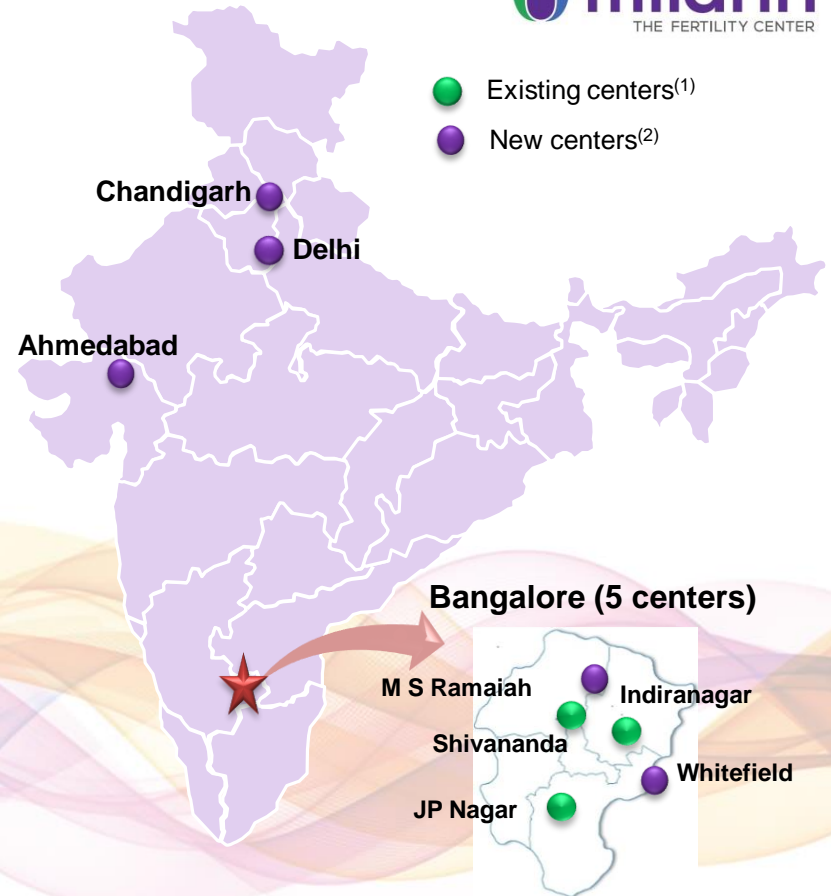 milann
THE FERTILITY CENTER
Existing centers(1)
New centers(2)
Chandigarh
Delhi
Ahmedabad
Bangalore (5 centers)
M S Ramaiah
Indiranagar
Shivananda
Whitefield
JP Nagar